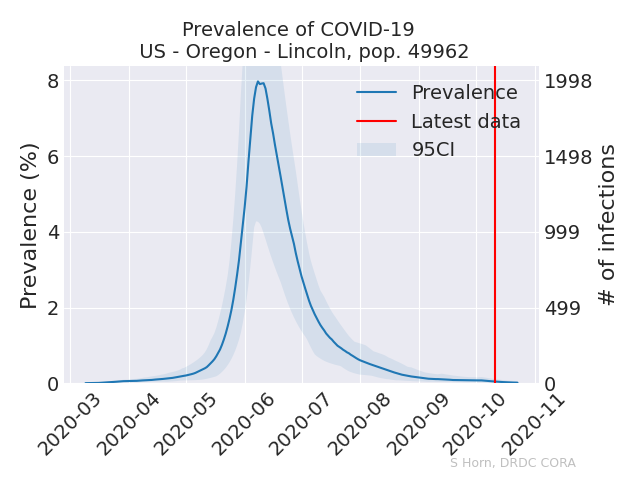 Prevalence of COVID-19
US - Oregon - Lincoln, pop. 49962
Prevalence
Latest data
95CI
Prevalence (%)
8
6
4
2
0
1998
1498
999
499
0
# of infections
2020-03
2020-04
2020-05
2020-06
2020-07
2020-08
2020-09
2020-10
2020-11
S Horn, DRDC CORA